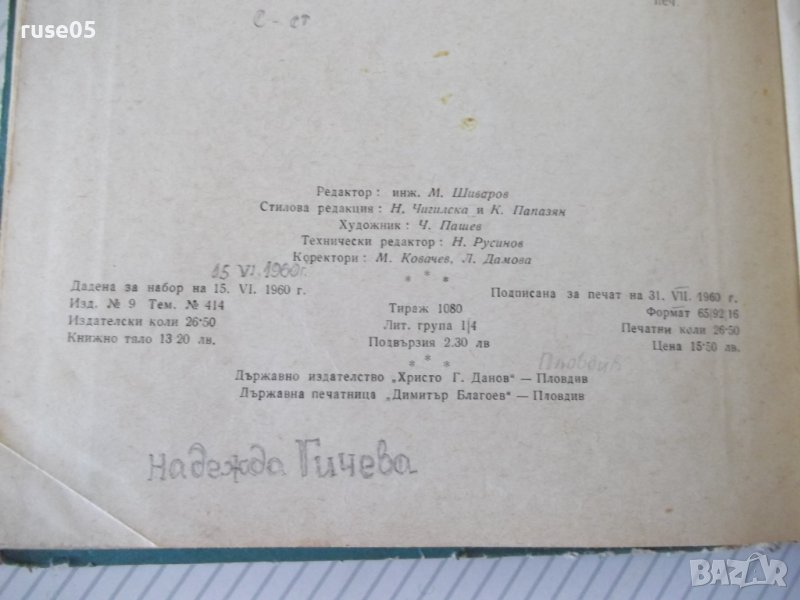 ruse05
печ.
с-ст
Редактор: инж. М. Шиваров
Стилова редакция: Н. Чигилска и К. Папазян
Художник: Ч. Пашев
Технически редактор: Н. Русинов
Коректори: М. Ковачев, Л. Дамова
15 VI. 1960г.
* * *
Дадена за набор на 15. VI. 1960 г. Подписана за печат на 31. VII. 1960 г.
Изд. № 9 Тем. № 414 Тираж 1080 Формат 65|92|16
Издателски коли 26·50 Лит. група 1|4 Печатни коли 26·50
Книжно тяло 13·20 лв. Подвързия 2.30 лв Цена 15·50 лв.
* * *
Пловдив
Държавно издателство „Христо Г. Данов“ — Пловдив
Държавна печатница „Димитър Благоев“ — Пловдив
Надежда Гичева
BAZAR